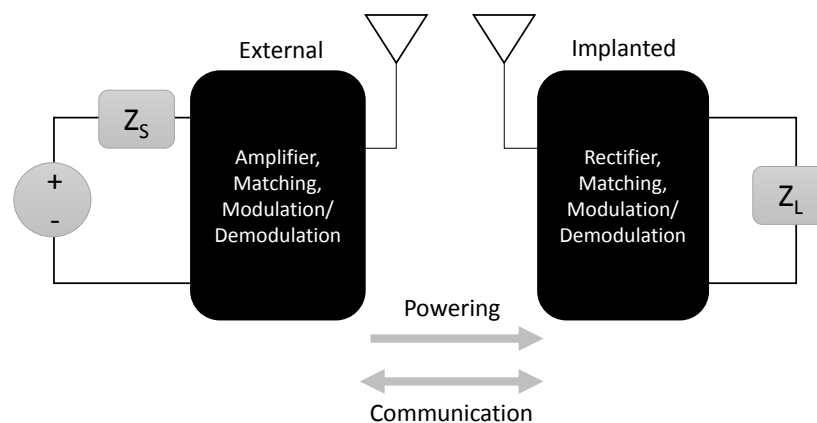 External
Implanted
Z_S
+
-
Amplifier,
Matching,
Modulation/
Demodulation
Rectifier,
Matching,
Modulation/
Demodulation
Z_L
Powering
Communication